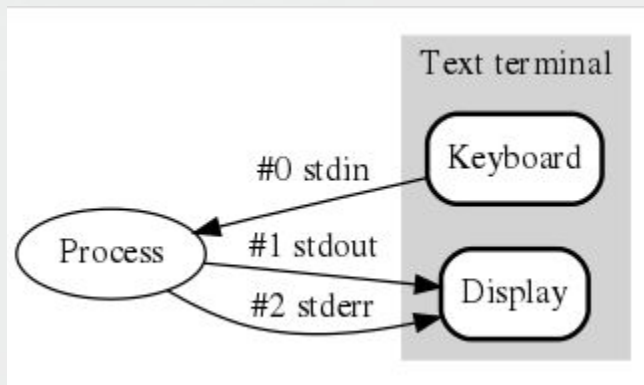 Text terminal
Keyboard
#0 stdin
Process
#1 stdout
Display
#2 stderr